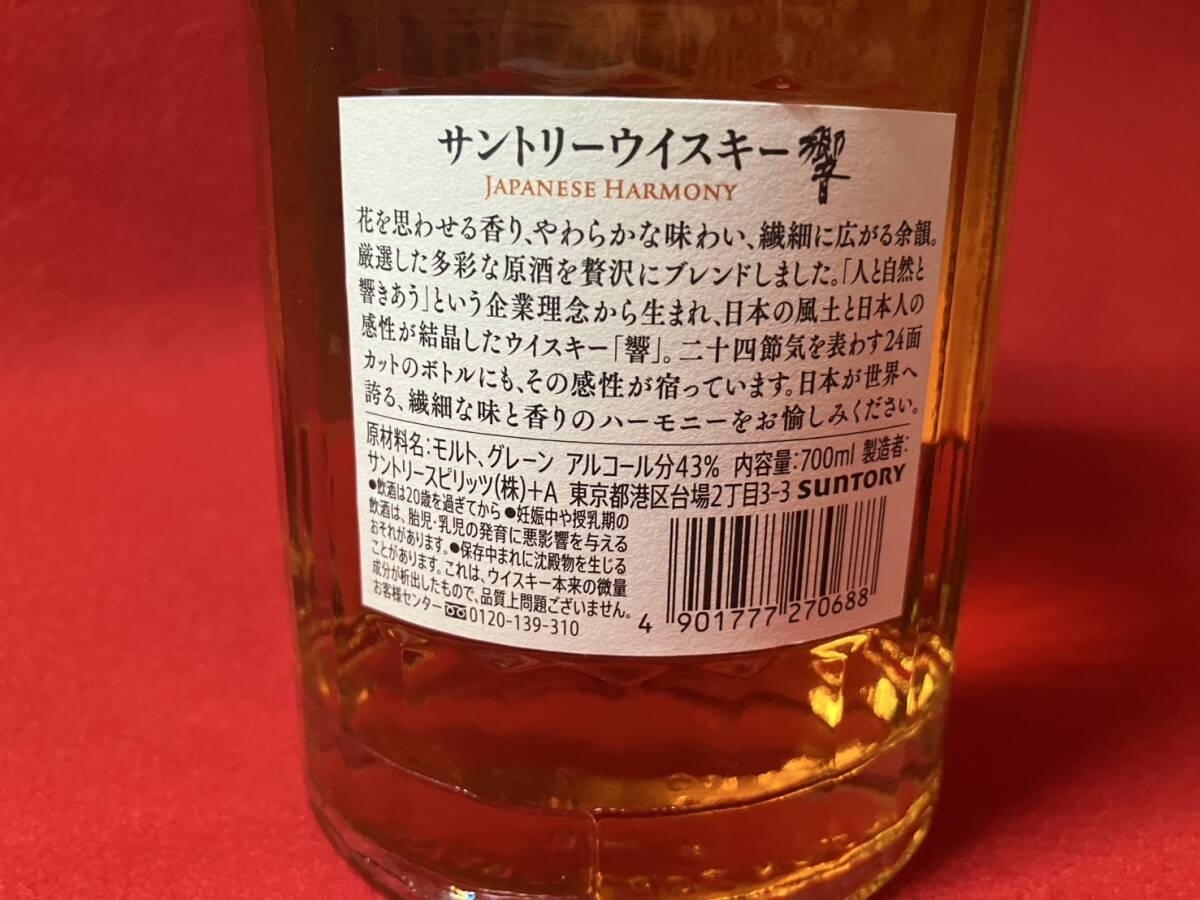 サントリーウイスキー響
JAPANESE HARMONY
花を思わせる香り、やわらかな味わい、繊細に広がる余韻。
厳選した多彩な原酒を贅沢にブレンドしました。「人と自然と
響きあう」という企業理念から生まれ、日本の風土と日本人の
感性が結晶したウイスキー「響」。二十四節気を表わす24面
カットのボトルにも、その感性が宿っています。日本が世界へ
誇る、繊細な味と香りのハーモニーをお愉しみください。
原材料名:モルト、グレーン アルコール分43% 内容量:700ml 製造者:
サントリースピリッツ(株)+A 東京都港区台場2丁目3-3 SUNTORY
●飲酒は20歳を過ぎてから●妊娠中や授乳期の
飲酒は、胎児・乳児の発育に悪影響を与える
おそれがあります。●保存中まれに沈殿物を生じる
ことがあります。これは、ウイスキー本来の微量
成分が析出したもので、品質上問題ございません。
お客様センター 0120-139-310
4 901777 270688